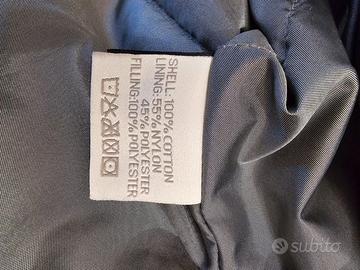 SHELL: 100% COTTON
LINING: 55% NYLON
45% POLYESTER
FILLING: 100% POLYESTER
subito